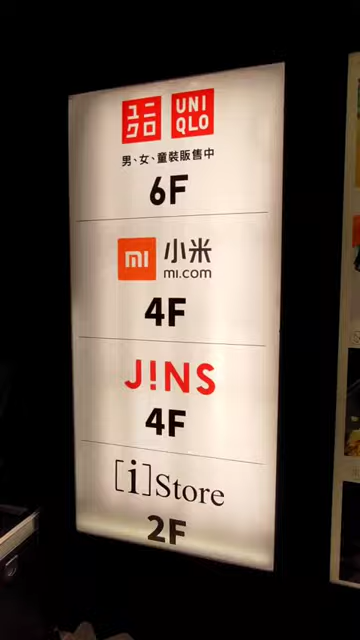 ユニ
クロ
UNI
QLO
男、女、童裝販售中
6F
mi 小米
mi.com
4F
J!NS
4F
[i]Store
2F